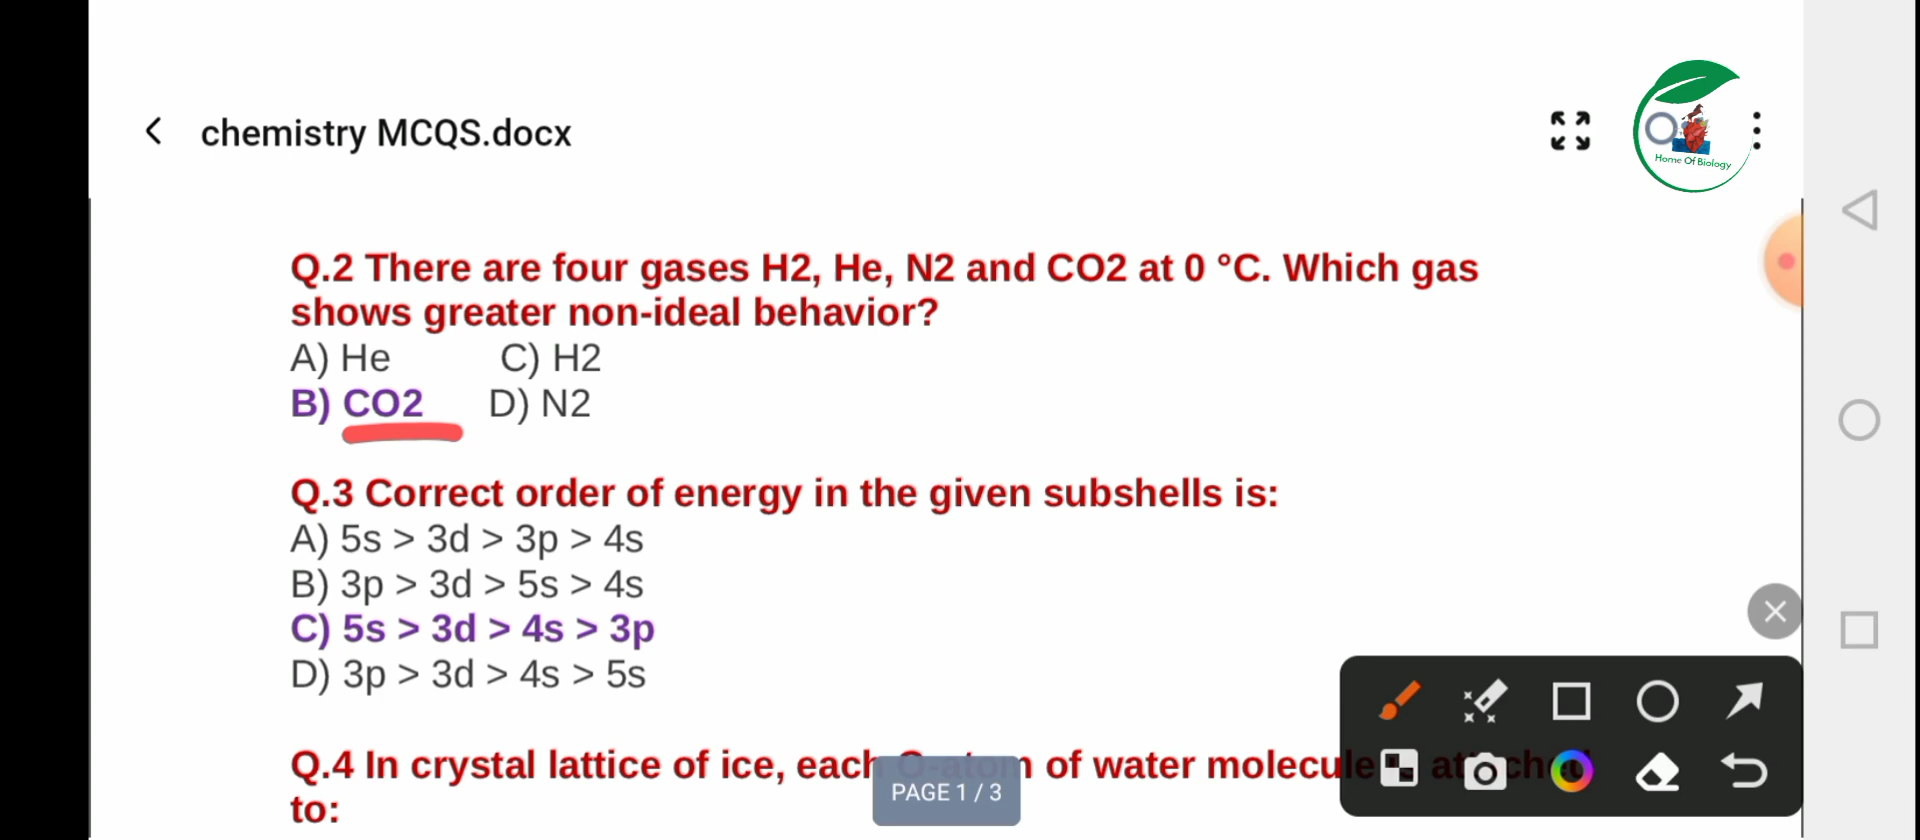 chemistry MCQS.docx
Home Of Biology
Q.2 There are four gases H2, He, N2 and CO2 at 0 °C. Which gas
shows greater non-ideal behavior?
A) He C) H2
B) CO2 D) N2
Q.3 Correct order of energy in the given subshells is:
A) 5s > 3d > 3p > 4s
B) 3p > 3d > 5s > 4s
C) 5s > 3d > 4s > 3p
D) 3p > 3d > 4s > 5s
Q.4 In crystal lattice of ice, each O-atom of water molecule attached
to:
PAGE 1 / 3